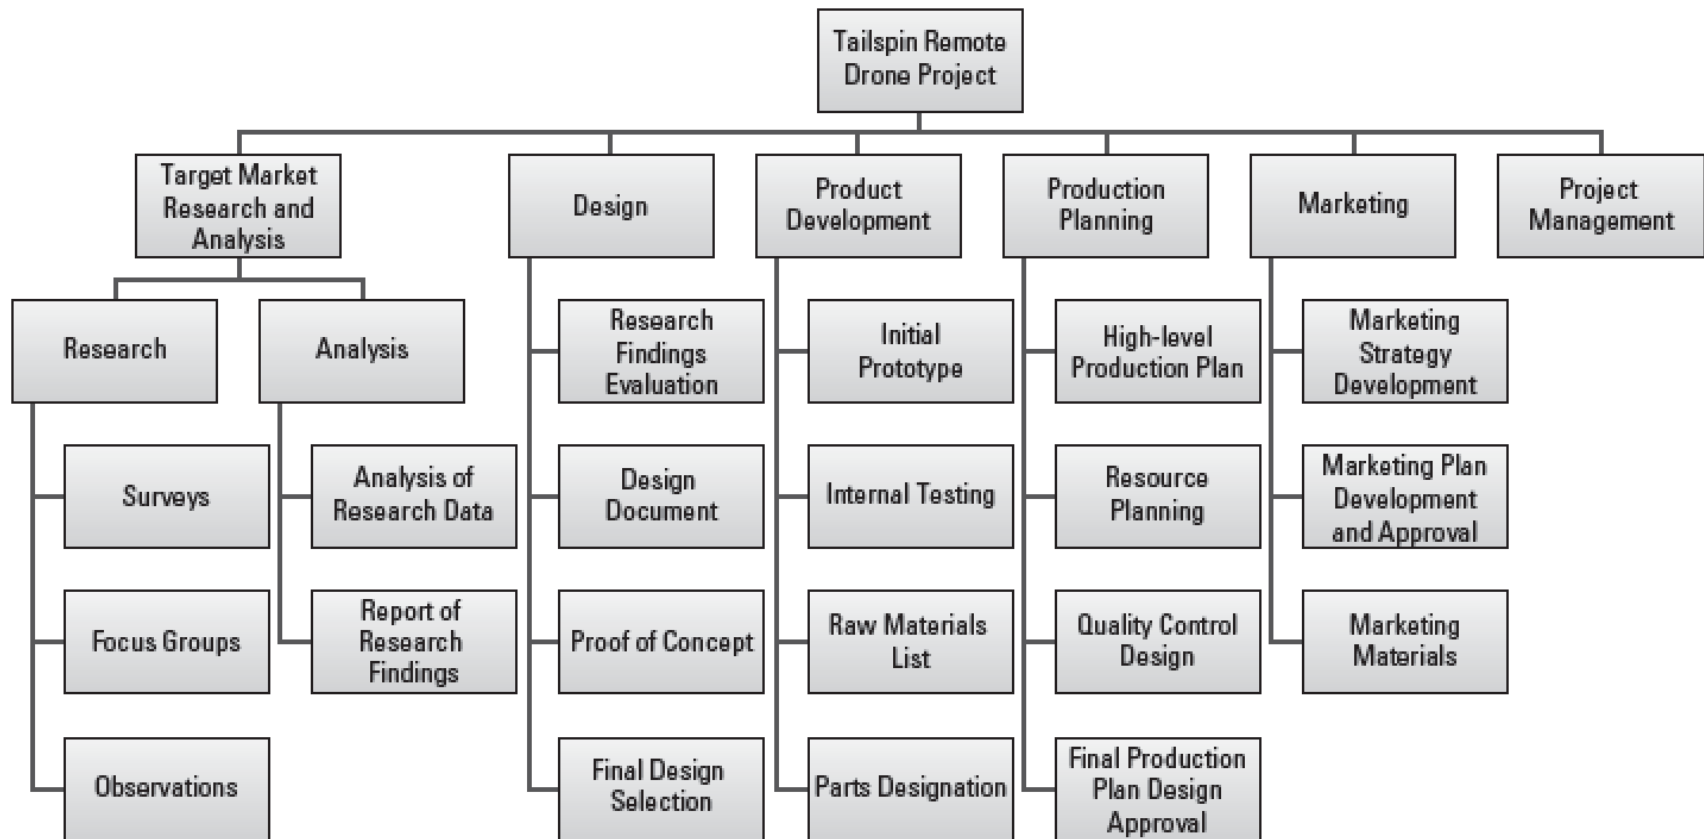 Tailspin Remote
Drone Project
Target Market
Research and
Analysis
Design
Product
Development
Production
Planning
Marketing
Project
Management
Research
Analysis
Research
Findings
Evaluation
Initial
Prototype
High-level
Production Plan
Marketing
Strategy
Development
Surveys
Analysis of
Research Data
Design
Document
Internal Testing
Resource
Planning
Marketing Plan
Development
and Approval
Focus Groups
Report of
Research
Findings
Proof of Concept
Raw Materials
List
Quality Control
Design
Marketing
Materials
Observations
Final Design
Selection
Parts Designation
Final Production
Plan Design
Approval